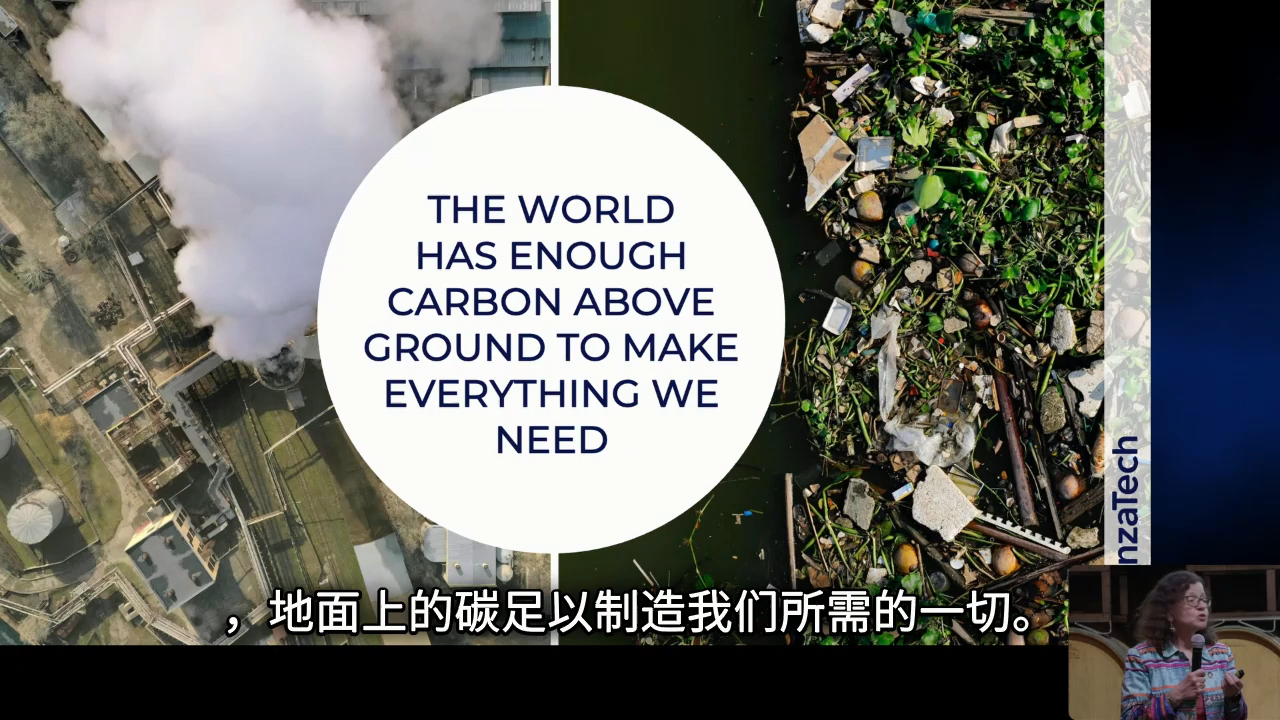 THE WORLD
HAS ENOUGH
CARBON ABOVE
GROUND TO MAKE
EVERYTHING WE
NEED
nzaTech
，地面上的碳足以制造我们所需的一切。